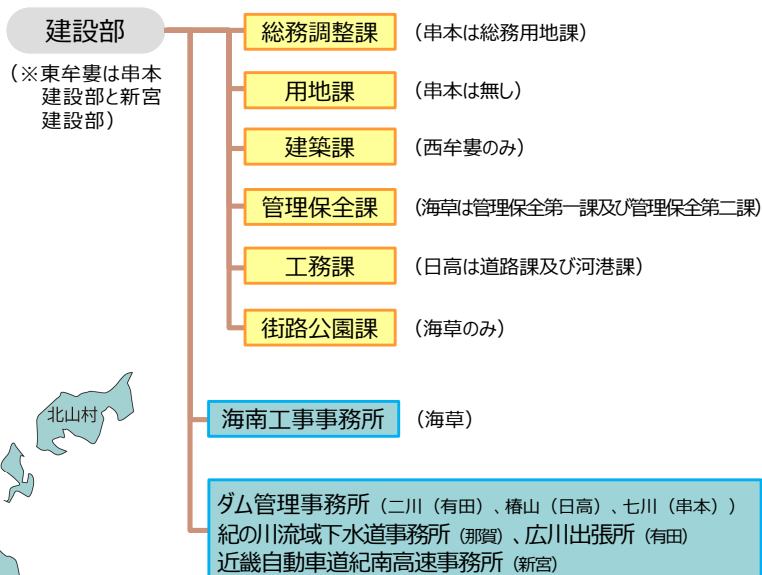 建設部
(※東牟婁は串本
建設部と新宮
建設部)
総務調整課 (串本は総務用地課)
用地課 (串本は無し)
建築課 (西牟婁のみ)
管理保全課 (海草は管理保全第一課及び管理保全第二課)
工務課 (日高は道路課及び河港課)
街路公園課 (海草のみ)
北山村
海南工事事務所 (海草)
ダム管理事務所 (二川 (有田) 、椿山 (日高) 、七川 (串本) )
紀の川流域下水道事務所 (那賀) 、広川出張所 (有田)
近畿自動車道紀南高速事務所 (新宮)